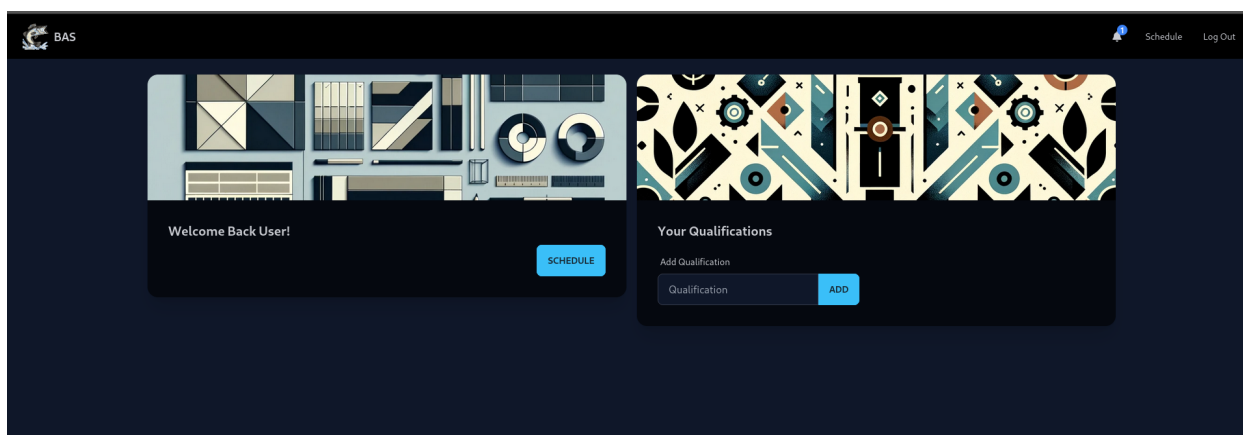 BAS
1
Schedule
Log Out
Welcome Back User!
SCHEDULE
Your Qualifications
Add Qualification
Qualification
ADD